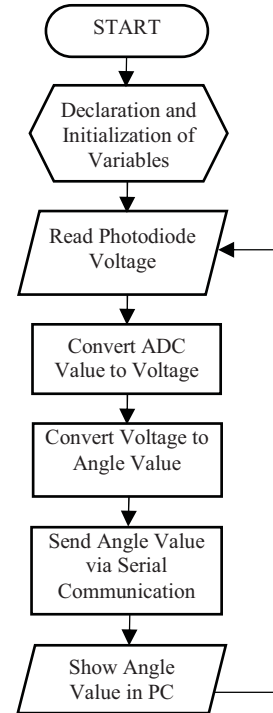 START
Declaration and
Initialization of
Variables
Read Photodiode
Voltage
Convert ADC
Value to Voltage
Convert Voltage to
Angle Value
Send Angle Value
via Serial
Communication
Show Angle
Value in PC